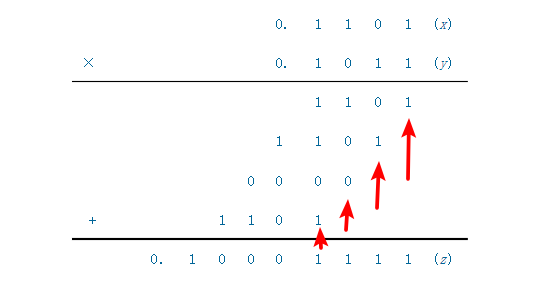 0. 1 1 0 1 (x)
× 0. 1 0 1 1 (y)
1 1 0 1
1 1 0 1
0 0 0 0
+ 1 1 0 1
0. 1 0 0 0 1 1 1 1 (z)